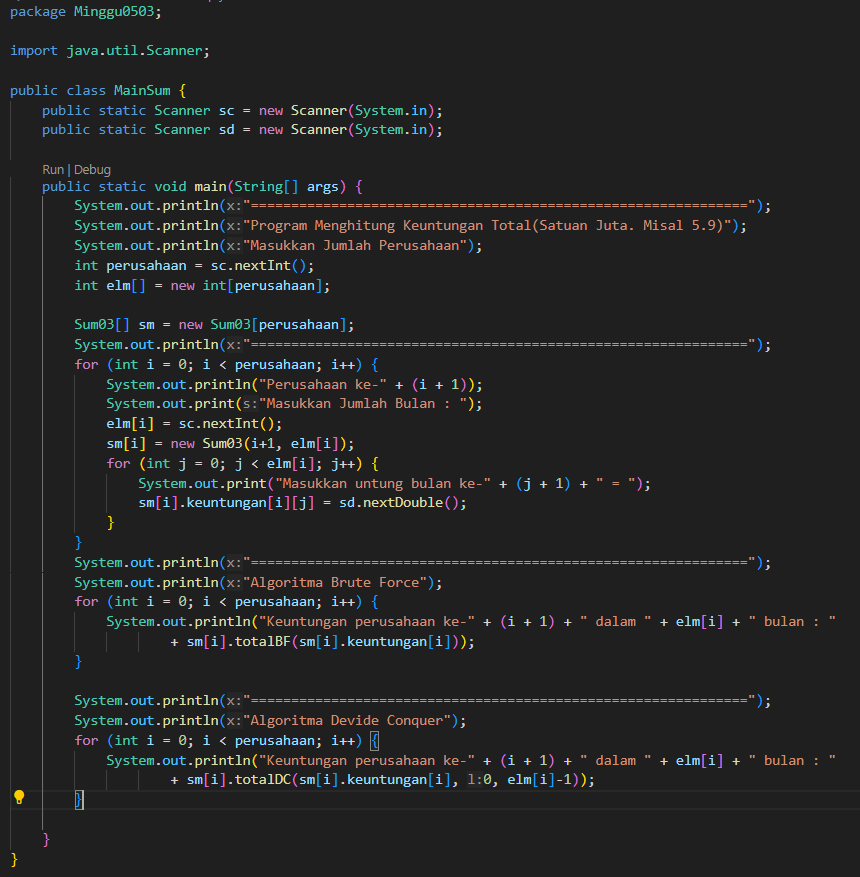 package Minggu0503;
import java.util.Scanner;
public class MainSum {
public static Scanner sc = new Scanner(System.in);
public static Scanner sd = new Scanner(System.in);
Run | Debug
public static void main(String[] args) {
System.out.println(x:"==============================================================");
System.out.println(x:"Program Menghitung Keuntungan Total(Satuan Juta. Misal 5.9)");
System.out.println(x:"Masukkan Jumlah Perusahaan");
int perusahaan = sc.nextInt();
int elm[] = new int[perusahaan];
Sum03[] sm = new Sum03[perusahaan];
System.out.println(x:"==============================================================");
for (int i = 0; i < perusahaan; i++) {
System.out.println("Perusahaan ke-" + (i + 1));
System.out.print(s:"Masukkan Jumlah Bulan : ");
elm[i] = sc.nextInt();
sm[i] = new Sum03(i+1, elm[i]);
for (int j = 0; j < elm[i]; j++) {
System.out.print("Masukkan untung bulan ke-" + (j + 1) + " = ");
sm[i].keuntungan[i][j] = sd.nextDouble();
}
}
System.out.println(x:"==============================================================");
System.out.println(x:"Algoritma Brute Force");
for (int i = 0; i < perusahaan; i++) {
System.out.println("Keuntungan perusahaan ke-" + (i + 1) + " dalam " + elm[i] + " bulan : "
+ sm[i].totalBF(sm[i].keuntungan[i]));
}
System.out.println(x:"==============================================================");
System.out.println(x:"Algoritma Devide Conquer");
for (int i = 0; i < perusahaan; i++) {
System.out.println("Keuntungan perusahaan ke-" + (i + 1) + " dalam " + elm[i] + " bulan : "
+ sm[i].totalDC(sm[i].keuntungan[i], l:0, elm[i]-1));
}
}
}